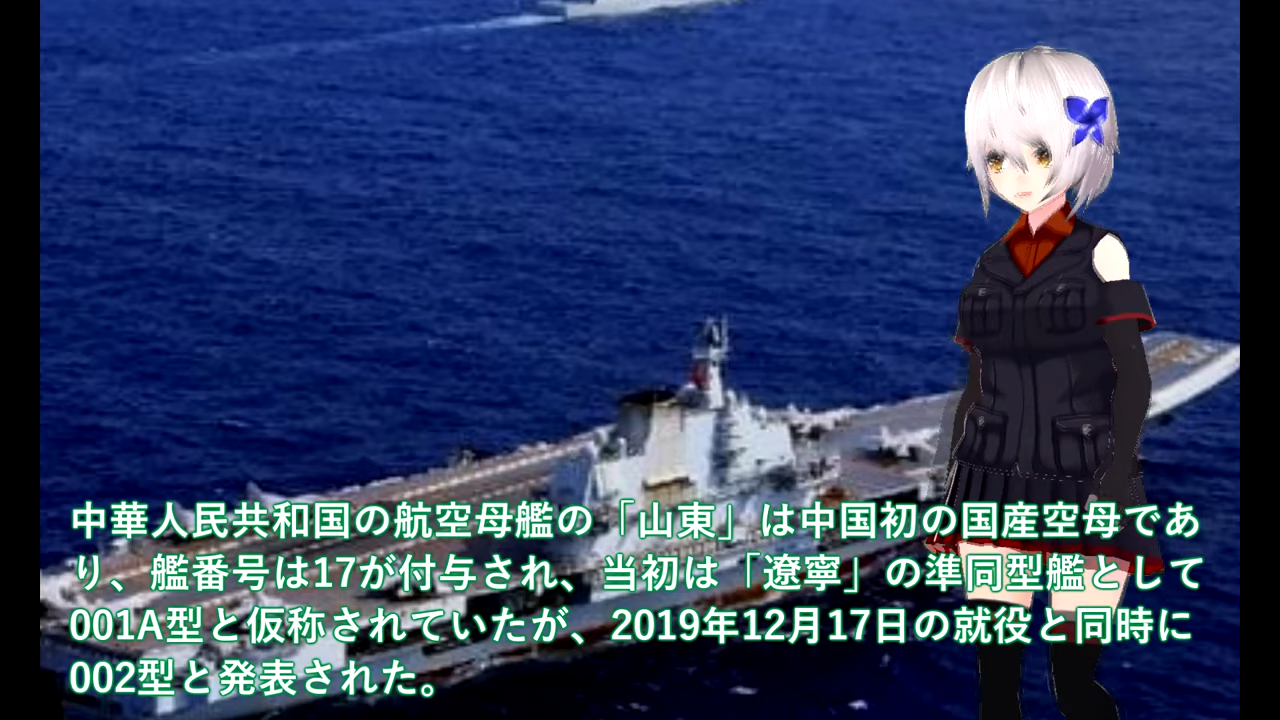 中華人民共和国の航空母艦の「山東」は中国初の国産空母であ
り、艦番号は17が付与され、当初は「遼寧」の準同型艦として
001A型と仮称されていたが、2019年12月17日の就役と同時に
002型と発表された。